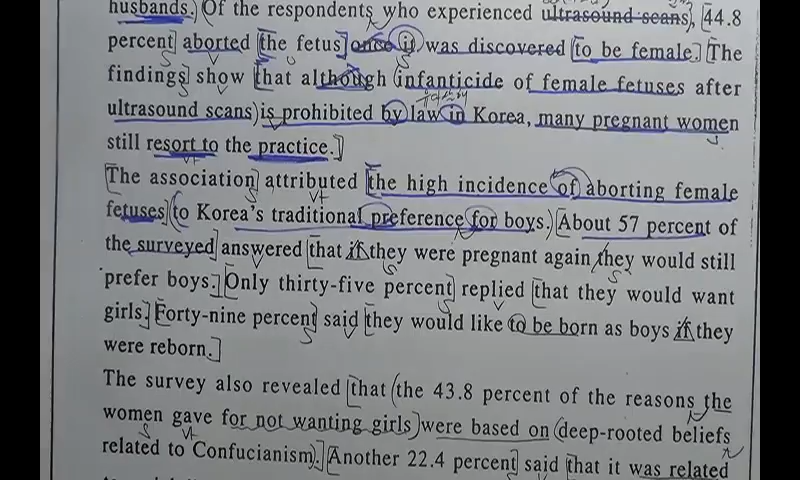 husbands. Of the respondents who experienced ultrasound scans, 44.8
percent aborted the fetus once it was discovered to be female. The
findings show that although infanticide of female fetuses after
ultrasound scans is prohibited by law in Korea, many pregnant women
still resort to the practice.
The association attributed the high incidence of aborting female
fetuses to Korea's traditional preference for boys. About 57 percent of
the surveyed answered that if they were pregnant again they would still
prefer boys. Only thirty-five percent replied that they would want
girls. Forty-nine percent said they would like to be born as boys if they
were reborn.
The survey also revealed that the 43.8 percent of the reasons the
women gave for not wanting girls were based on deep-rooted beliefs
related to Confucianism. Another 22.4 percent said that it was related